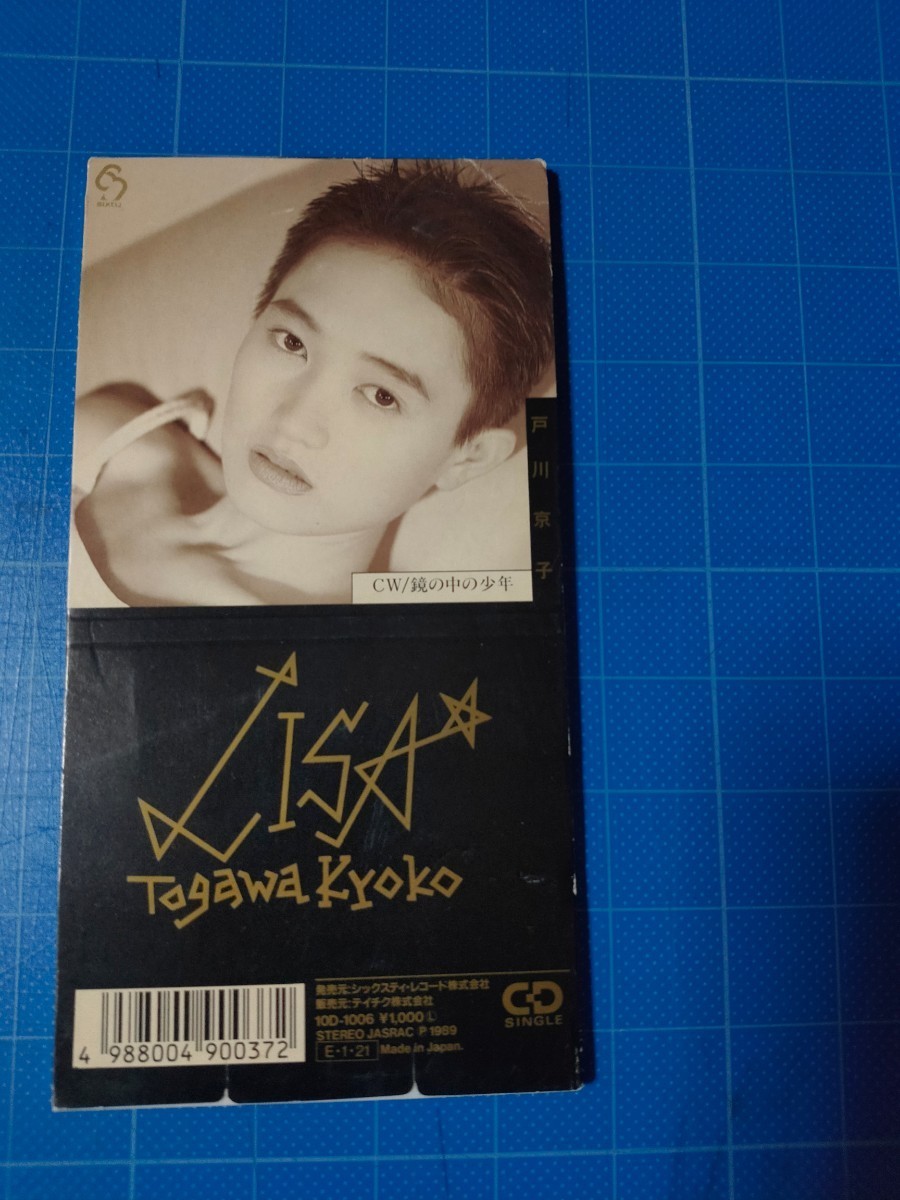 SIXTY
戸川京子
CW/鏡の中の少年
LISA
Togawa Kyoko
発売元:シックスティ・レコード株式会社
販売元:テイチク株式会社
10D-1006 ¥1,000 Ⓛ
STEREO JASRAC P 1989
E・1・21 Made in Japan.
CD
SINGLE
4 988004 900372